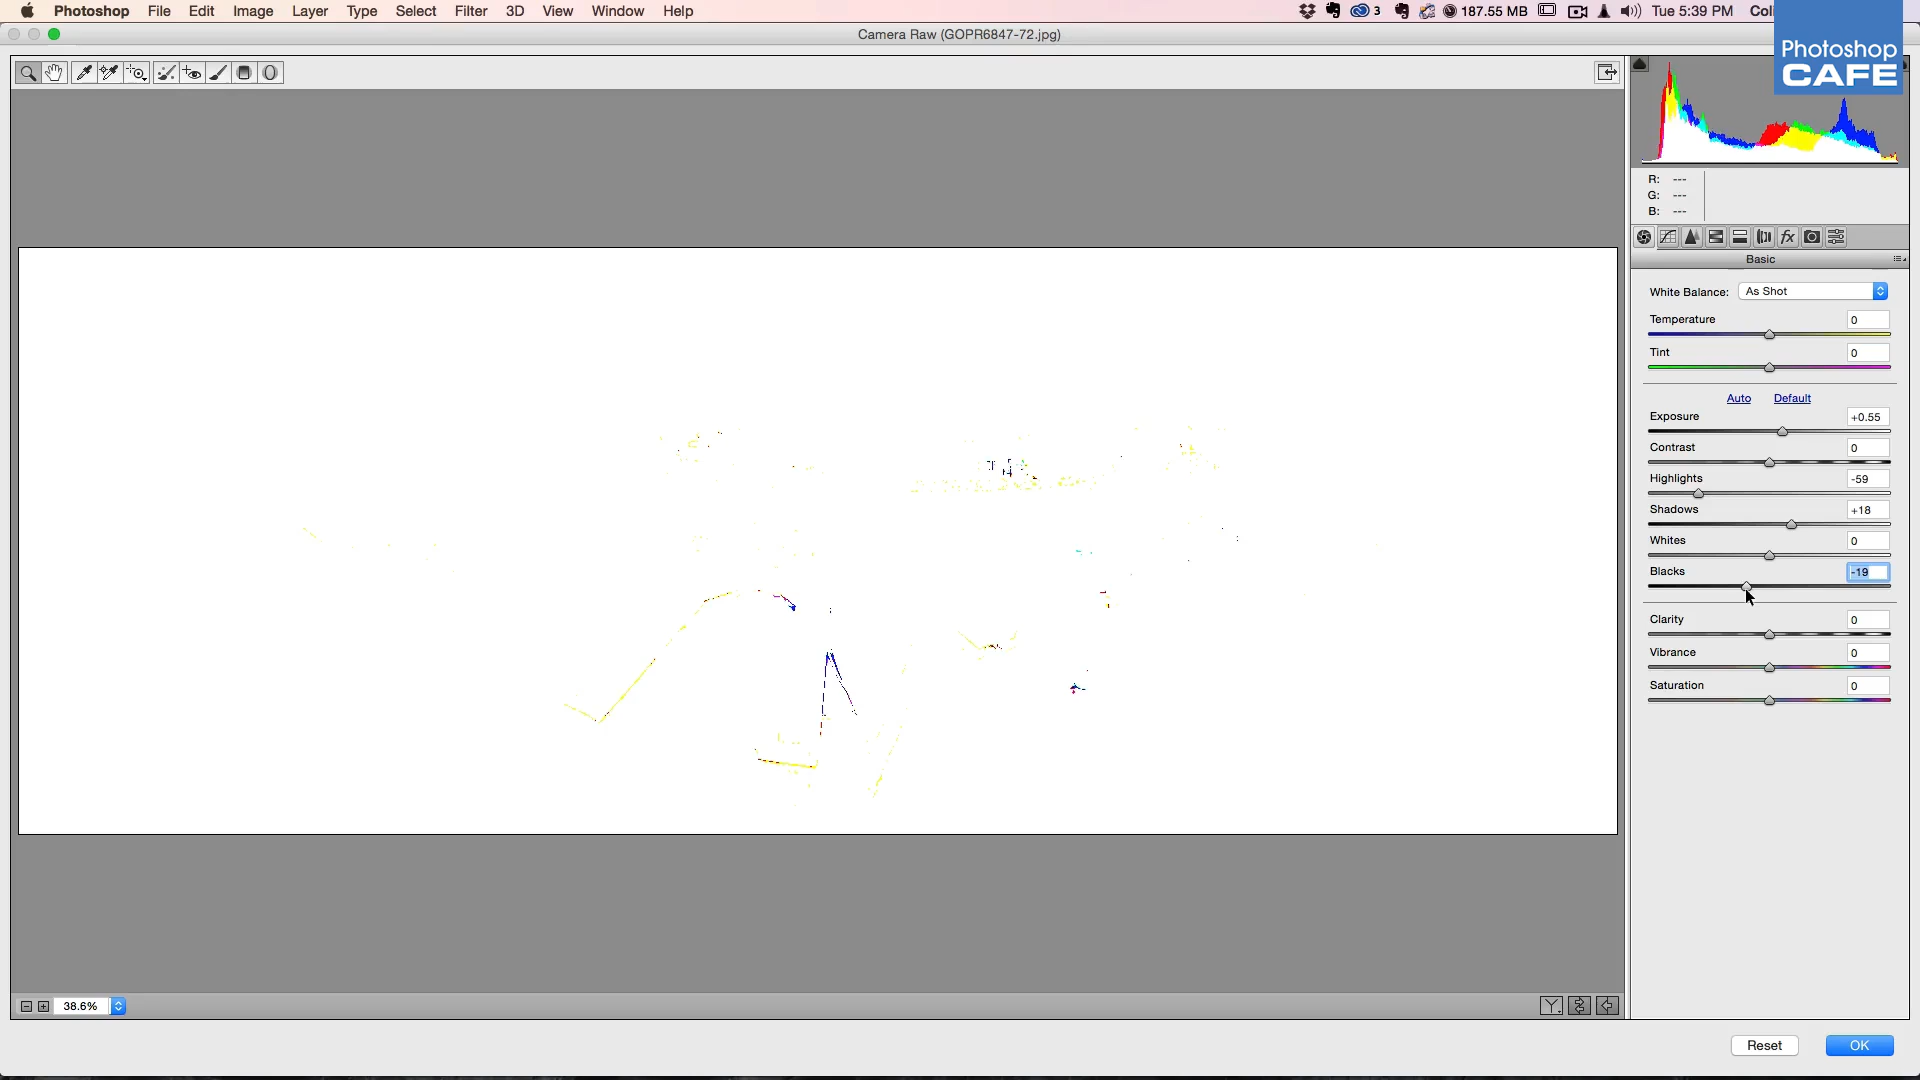 Photoshop File Edit Image Layer Type Select Filter 3D View Window Help 3 187.55 MB Tue 5:39 PM Coli
Camera Raw (GOPR6847-72.jpg)
Photoshop
CAFE
R: ---
G: ---
B: ---
fx
Basic
White Balance: As Shot
Temperature 0
Tint 0
Auto Default
Exposure +0.55
Contrast 0
Highlights -59
Shadows +18
Whites 0
Blacks -19
Clarity 0
Vibrance 0
Saturation 0
38.6%
Y
Reset OK